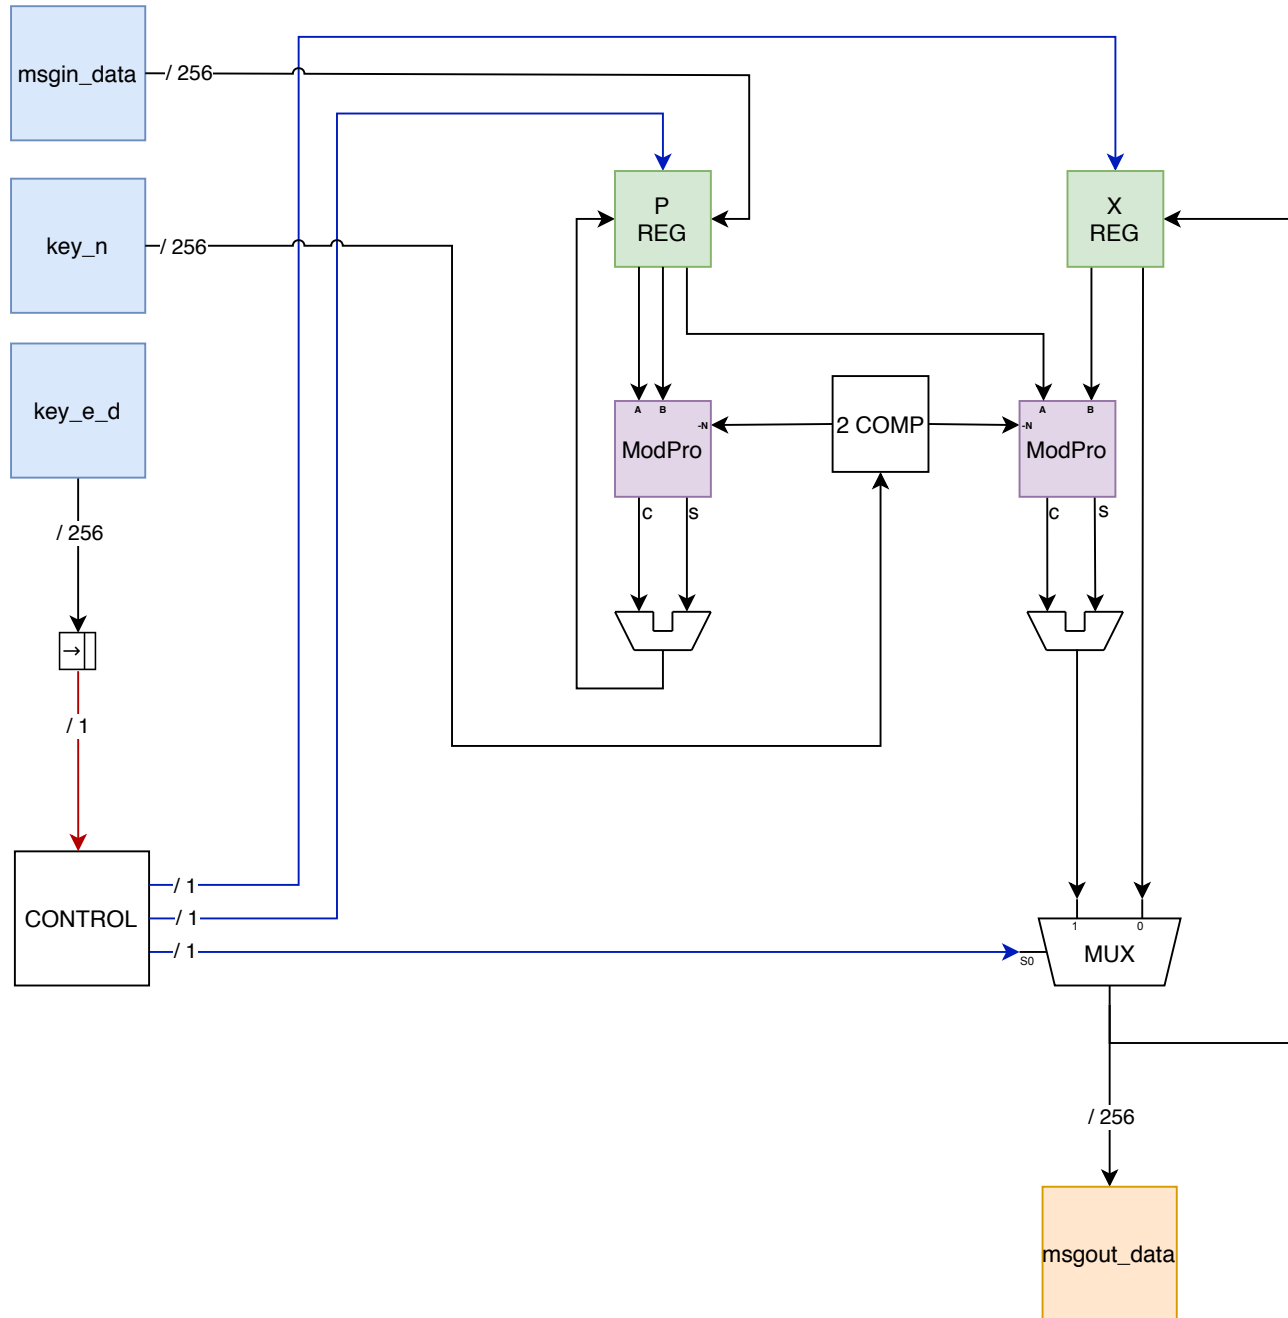 msgin_data
/ 256
key_n
/ 256
key_e_d
/ 256
→
/ 1
CONTROL
/ 1
/ 1
/ 1
P
REG
X
REG
A B
-N
ModPro
c s
2 COMP
A B
-N
ModPro
c s
1 0
S0
MUX
/ 256
msgout_data